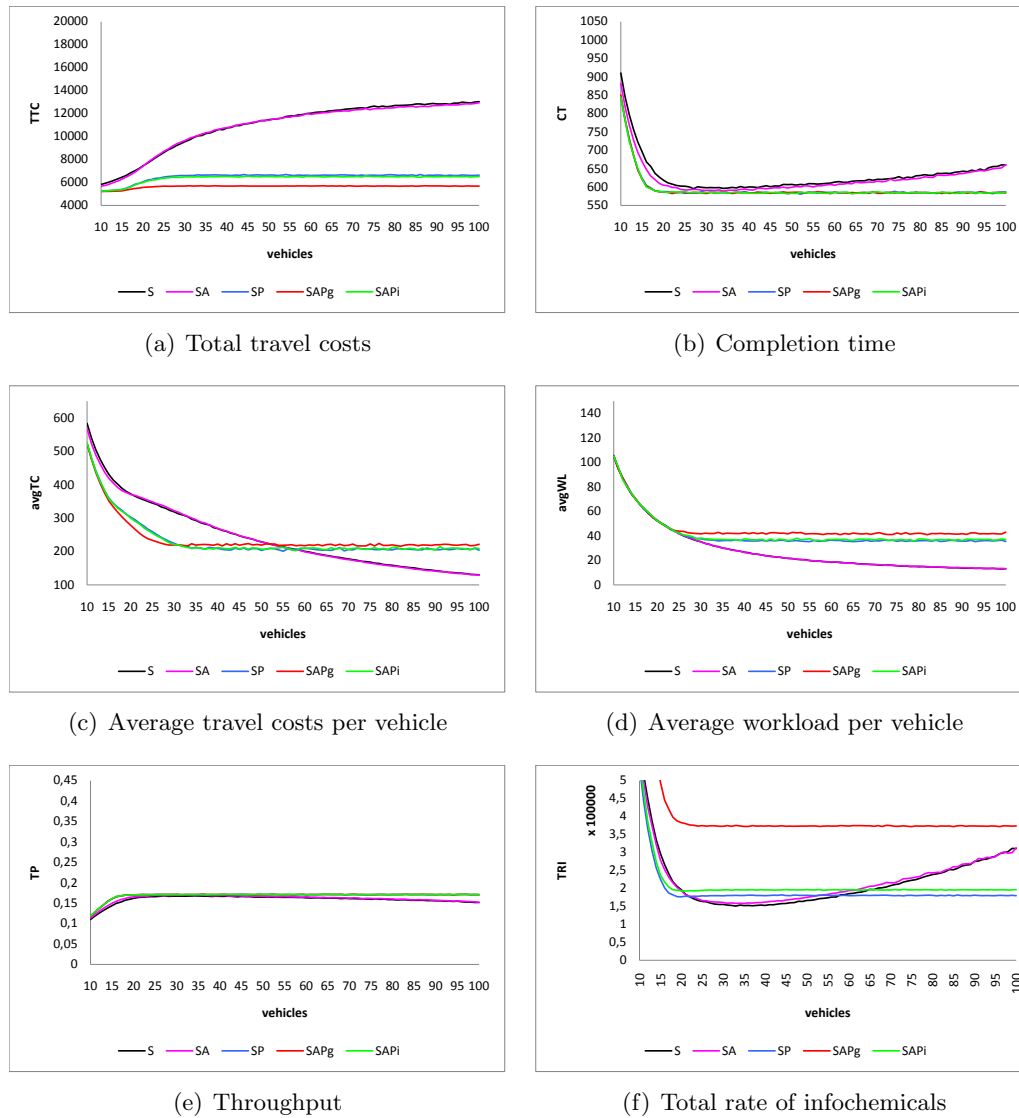 20000
18000
16000
14000
12000
10000
8000
6000
4000
TTC
10 15 20 25 30 35 40 45 50 55 60 65 70 75 80 85 90 95 100
vehicles
S SA SP SAPg SAPi
(a) Total travel costs
1050
1000
950
900
850
800
750
700
650
600
550
CT
10 15 20 25 30 35 40 45 50 55 60 65 70 75 80 85 90 95 100
vehicles
S SA SP SAPg SAPi
(b) Completion time
600
500
400
300
200
100
avgTC
10 15 20 25 30 35 40 45 50 55 60 65 70 75 80 85 90 95 100
vehicles
S SA SP SAPg SAPi
(c) Average travel costs per vehicle
140
120
100
80
60
40
20
0
avgWL
10 15 20 25 30 35 40 45 50 55 60 65 70 75 80 85 90 95 100
vehicles
S SA SP SAPg SAPi
(d) Average workload per vehicle
0,45
0,4
0,35
0,3
0,25
0,2
0,15
0,1
0,05
0
TP
10 15 20 25 30 35 40 45 50 55 60 65 70 75 80 85 90 95 100
vehicles
S SA SP SAPg SAPi
(e) Throughput
x 100000
5
4,5
4
3,5
3
2,5
2
1,5
1
0,5
0
TRI
10 15 20 25 30 35 40 45 50 55 60 65 70 75 80 85 90 95 100
vehicles
S SA SP SAPg SAPi
(f) Total rate of infochemicals